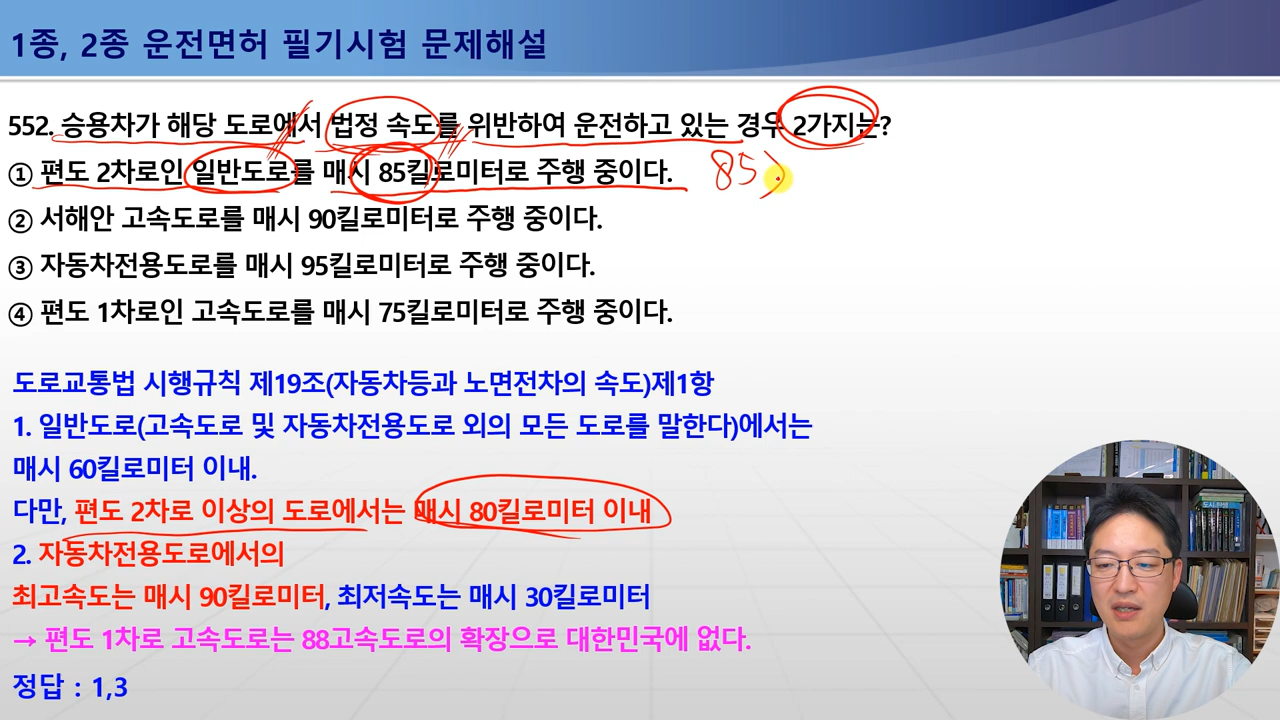 1종, 2종 운전면허 필기시험 문제해설
552. 승용차가 해당 도로에서 법정 속도를 위반하여 운전하고 있는 경우 2가지는?
① 편도 2차로인 일반도로를 매시 85킬로미터로 주행 중이다. 85>
② 서해안 고속도로를 매시 90킬로미터로 주행 중이다.
③ 자동차전용도로를 매시 95킬로미터로 주행 중이다.
④ 편도 1차로인 고속도로를 매시 75킬로미터로 주행 중이다.
도로교통법 시행규칙 제19조(자동차등과 노면전차의 속도)제1항
1. 일반도로(고속도로 및 자동차전용도로 외의 모든 도로를 말한다)에서는
매시 60킬로미터 이내.
다만, 편도 2차로 이상의 도로에서는 매시 80킬로미터 이내
2. 자동차전용도로에서의
최고속도는 매시 90킬로미터, 최저속도는 매시 30킬로미터
→ 편도 1차로 고속도로는 88고속도로의 확장으로 대한민국에 없다.
정답 : 1,3